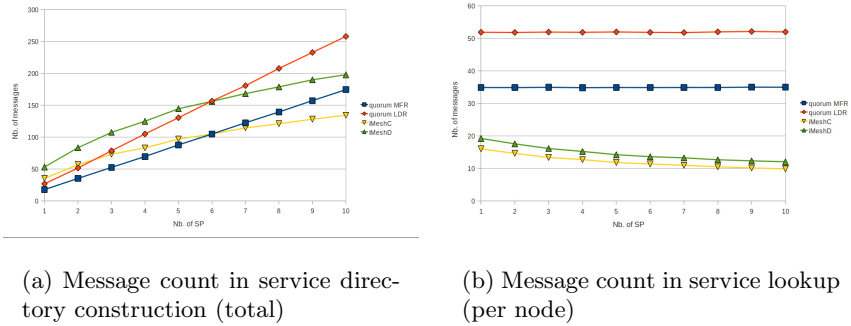 300
250
200
150
100
50
0
Nb. of messages
1 2 3 4 5 6 7 8 9 10
Nb. of SP
quorum MFR
quorum LDR
iMeshC
iMeshD
(a) Message count in service direc-
tory construction (total)
60
50
40
30
20
10
0
Nb. of messages
1 2 3 4 5 6 7 8 9 10
Nb. of SP
quorum MFR
quorum LDR
iMeshC
iMeshD
(b) Message count in service lookup
(per node)